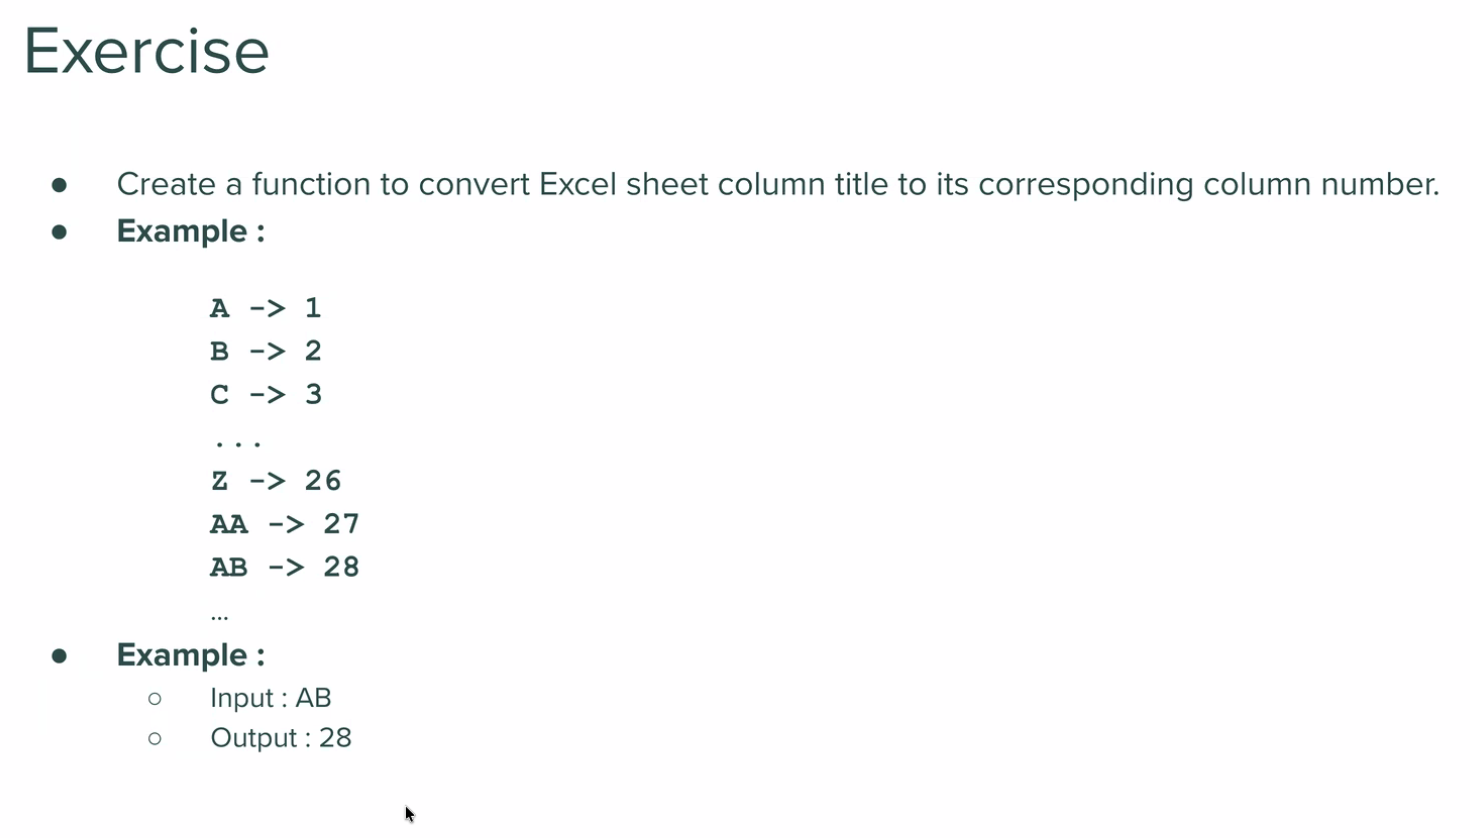 Exercise
● Create a function to convert Excel sheet column title to its corresponding column number.
● Example :
A -> 1
B -> 2
C -> 3
...
Z -> 26
AA -> 27
AB -> 28
...
● Example :
○ Input : AB
○ Output : 28